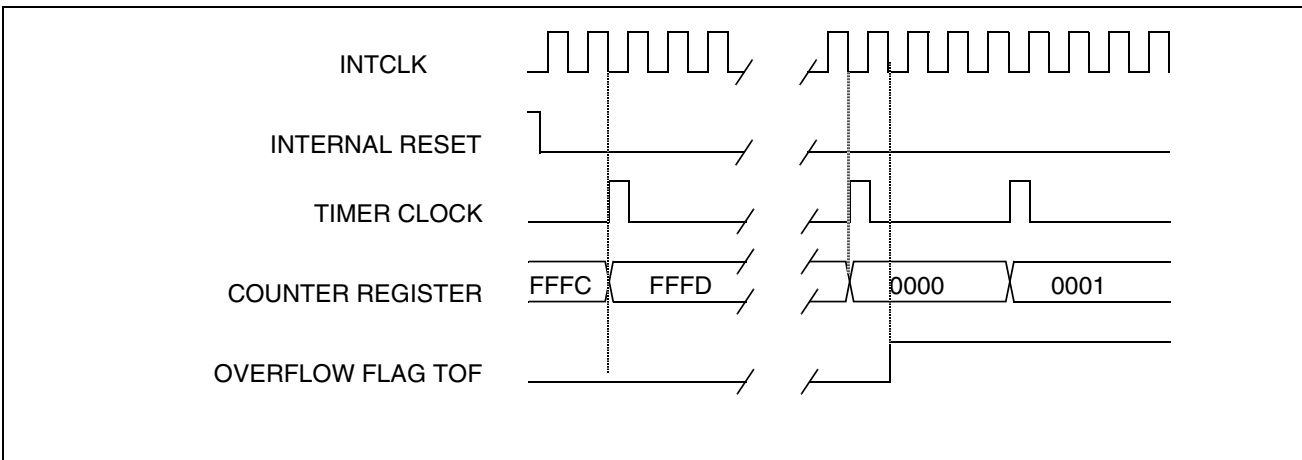 INTCLK
INTERNAL RESET
TIMER CLOCK
COUNTER REGISTER FFFC FFFD 0000 0001
OVERFLOW FLAG TOF